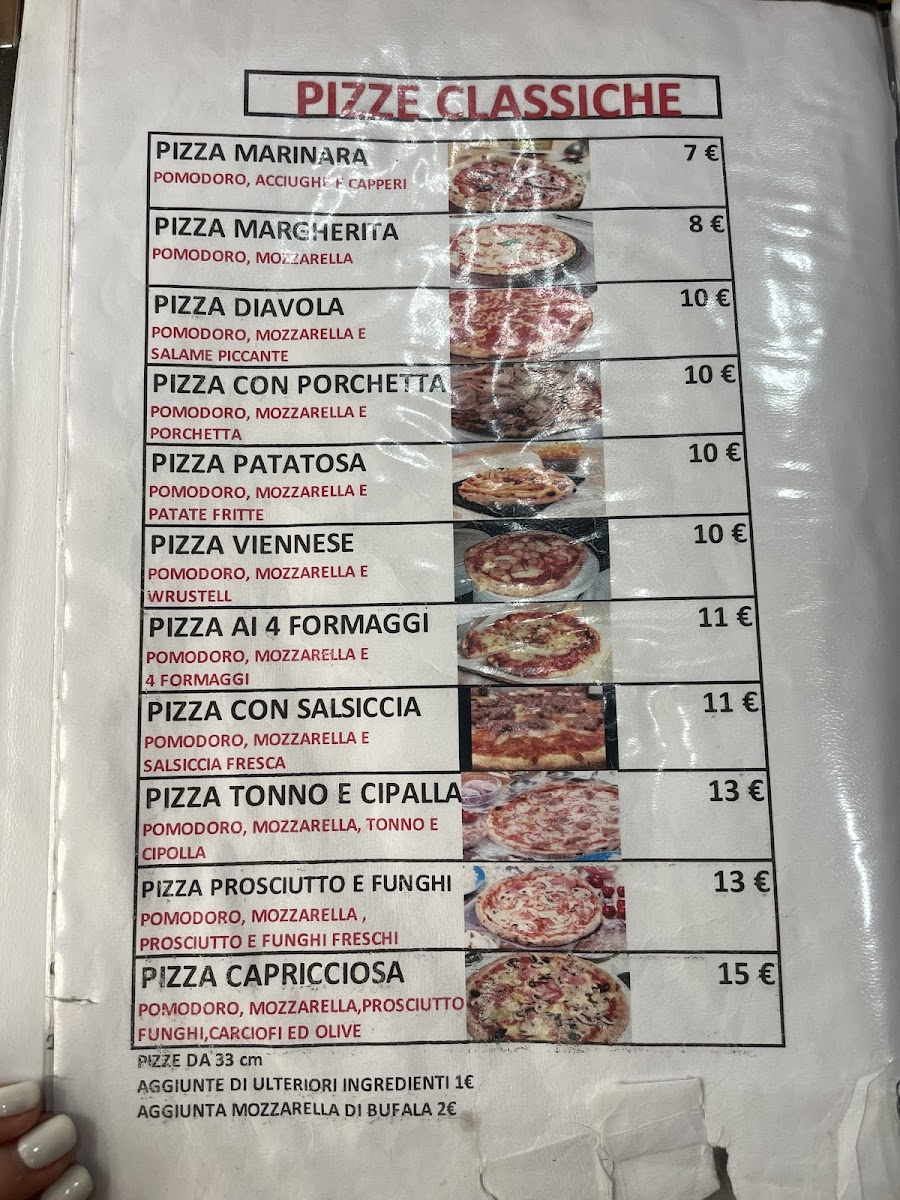 PIZZE CLASSICHE
PIZZA MARINARA 7 €
POMODORO, ACCIUGHE E CAPPERI
PIZZA MARGHERITA 8 €
POMODORO, MOZZARELLA
PIZZA DIAVOLA 10 €
POMODORO, MOZZARELLA E
SALAME PICCANTE
PIZZA CON PORCHETTA 10 €
POMODORO, MOZZARELLA E
PORCHETTA
PIZZA PATATOSA 10 €
POMODORO, MOZZARELLA E
PATATE FRITTE
PIZZA VIENNESE 10 €
POMODORO, MOZZARELLA E
WRUSTELL
PIZZA AI 4 FORMAGGI 11 €
POMODORO, MOZZARELLA E
4 FORMAGGI
PIZZA CON SALSICCIA 11 €
POMODORO, MOZZARELLA E
SALSICCIA FRESCA
PIZZA TONNO E CIPALLA 13 €
POMODORO, MOZZARELLA, TONNO E
CIPOLLA
PIZZA PROSCIUTTO E FUNGHI 13 €
POMODORO, MOZZARELLA ,
PROSCIUTTO E FUNGHI FRESCHI
PIZZA CAPRICCIOSA 15 €
POMODORO, MOZZARELLA,PROSCIUTTO
FUNGHI,CARCIOFI ED OLIVE
PIZZE DA 33 cm
AGGIUNTE DI ULTERIORI INGREDIENTI 1€
AGGIUNTA MOZZARELLA DI BUFALA 2€